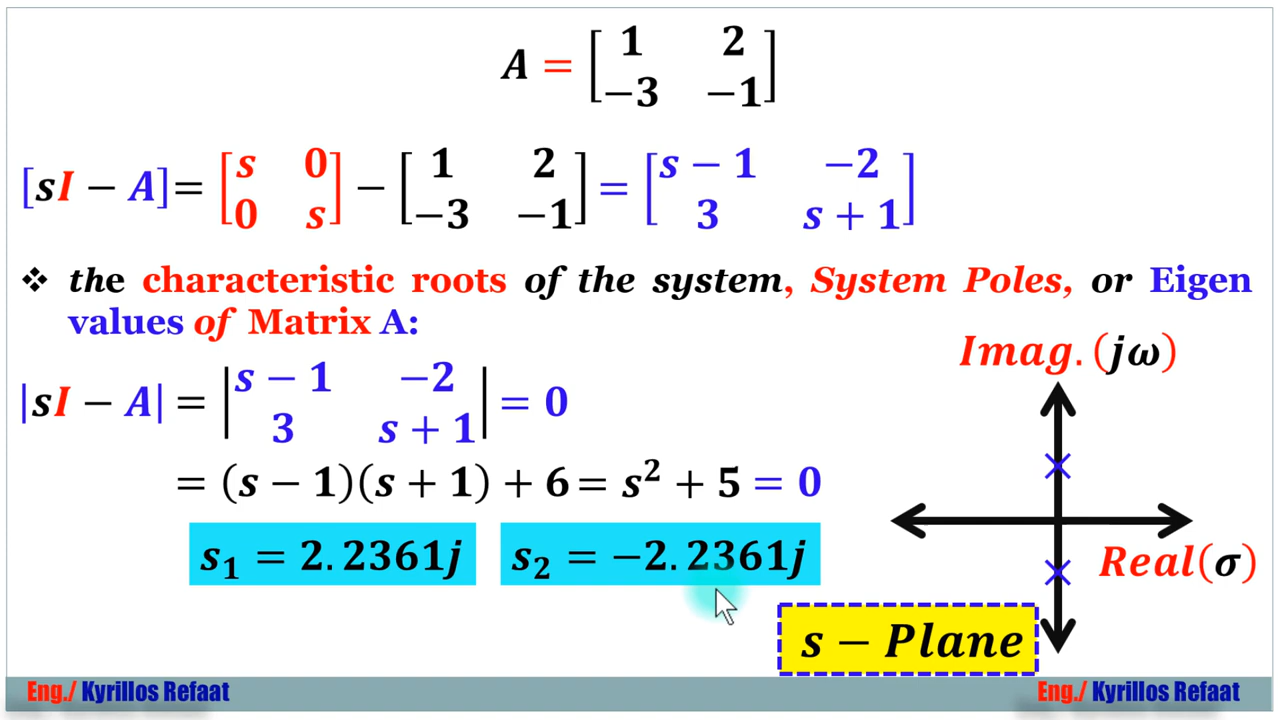 A = [ 1 2
-3 -1 ]
[sI − A]= [ s 0
0 s ] − [ 1 2
-3 -1 ] = [ s − 1 −2
3 s + 1 ]
❖ the characteristic roots of the system, System Poles, or Eigen
values of Matrix A:
Imag.(jω)
|sI − A| = | s − 1 −2
3 s + 1 | = 0
= (s − 1)(s + 1) + 6 = s² + 5 = 0
s₁ = 2.2361j s₂ = −2.2361j
Real(σ)
s − Plane
Eng./ Kyrillos Refaat Eng./ Kyrillos Refaat